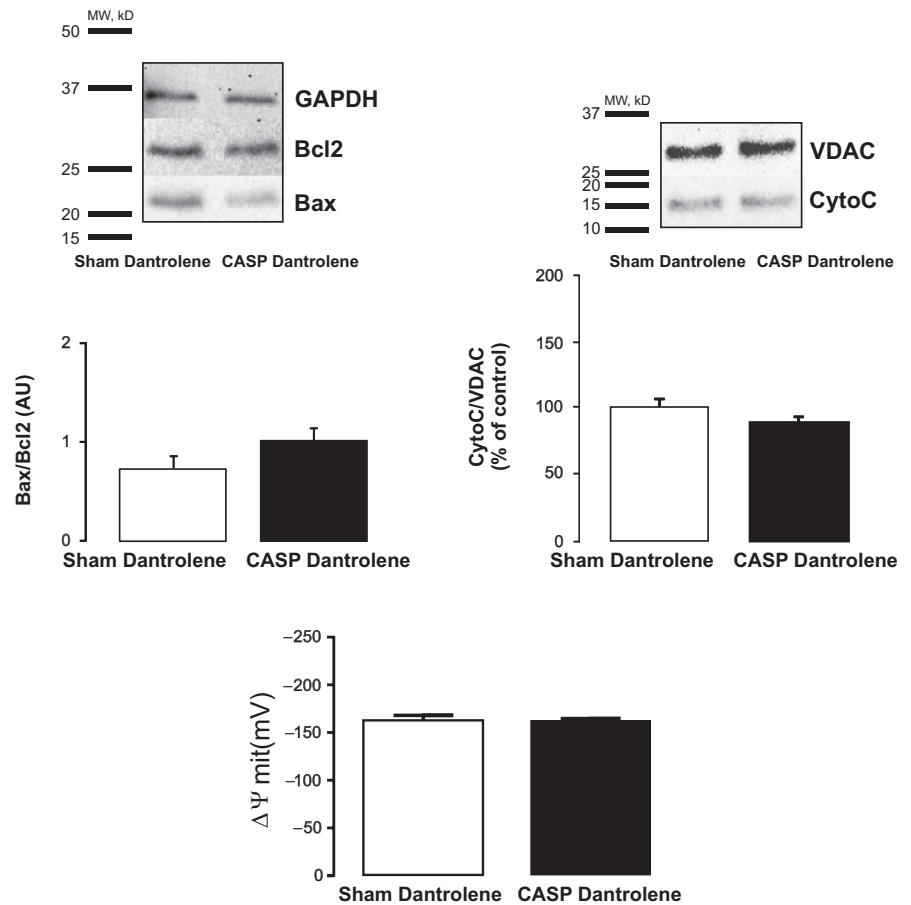 MW, kD
50
37
25
20
15
GAPDH
Bcl2
Bax
Sham Dantrolene CASP Dantrolene
MW, kD
37
25
20
15
10
VDAC
CytoC
Sham Dantrolene CASP Dantrolene
Bax/Bcl2 (AU)
2
1
0
Sham Dantrolene CASP Dantrolene
CytoC/VDAC
(% of control)
200
150
100
50
0
Sham Dantrolene CASP Dantrolene
ΔΨ mit(mV)
−250
−200
−150
−100
−50
0
Sham Dantrolene CASP Dantrolene